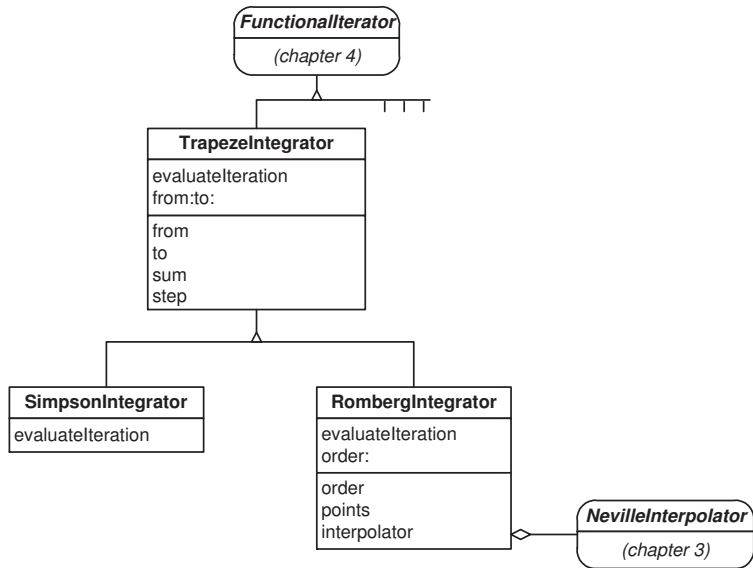 FunctionalIterator
(chapter 4)
TrapezeIntegrator
evaluateIteration
from:to:
from
to
sum
step
SimpsonIntegrator
evaluateIteration
RombergIntegrator
evaluateIteration
order:
order
points
interpolator
NevilleInterpolator
(chapter 3)